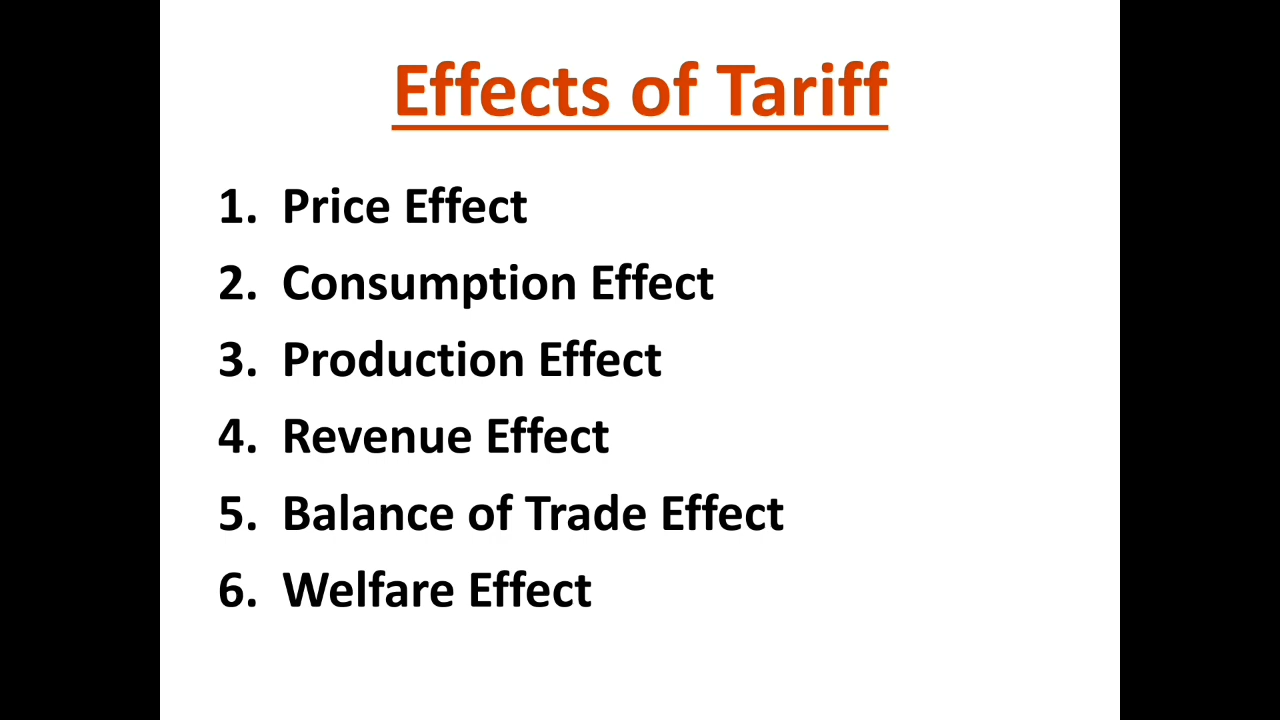 Effects of Tariff
1. Price Effect
2. Consumption Effect
3. Production Effect
4. Revenue Effect
5. Balance of Trade Effect
6. Welfare Effect